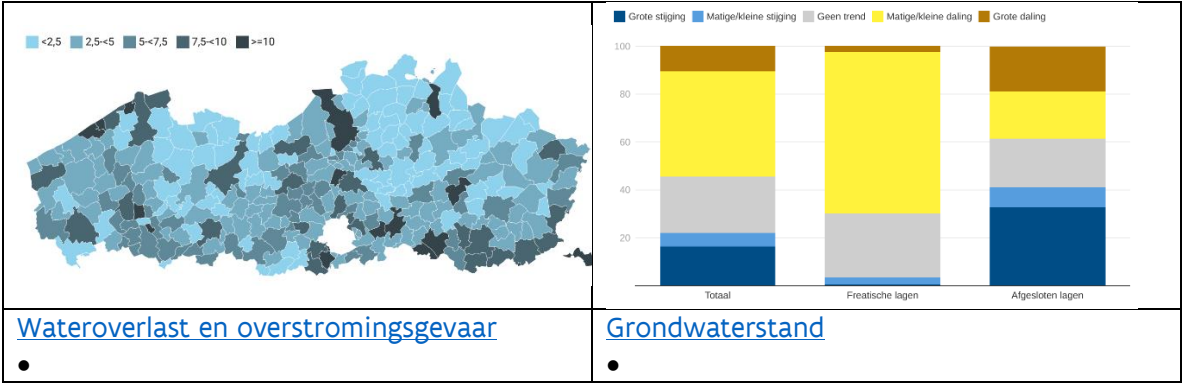 <2,5 2,5-<5 5-<7,5 7,5-<10 >=10
Grote stijging Matige/kleine stijging Geen trend Matige/kleine daling Grote daling
100
80
60
40
20
Totaal Freatische lagen Afgesloten lagen
Wateroverlast en overstromingsgevaar
•
Grondwaterstand
•